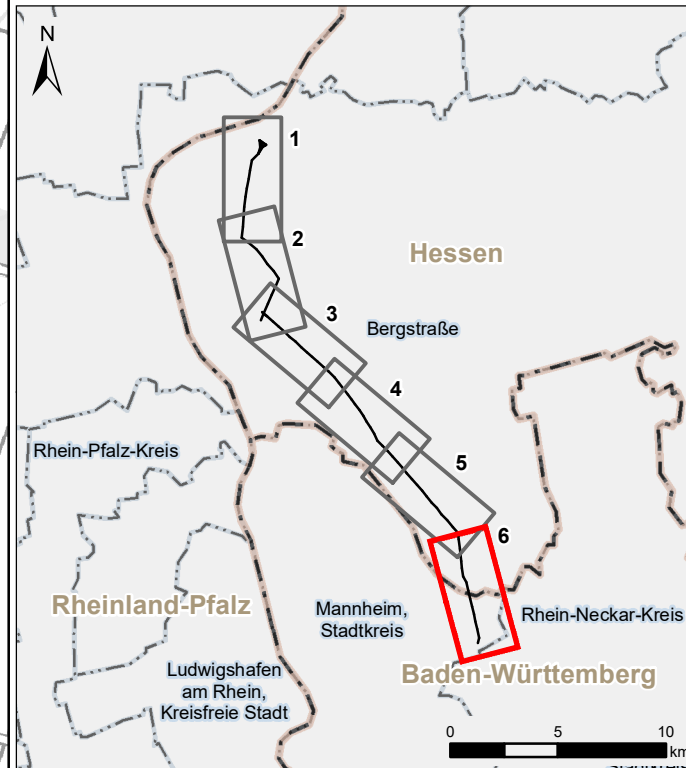 N
1
2
Hessen
3
Bergstraße
4
Rhein-Pfalz-Kreis
5
6
Rheinland-Pfalz
Mannheim,
Stadtkreis
Rhein-Neckar-Kreis
Ludwigshafen
am Rhein,
Kreisfreie Stadt
Baden-Württemberg
0 5 10
km